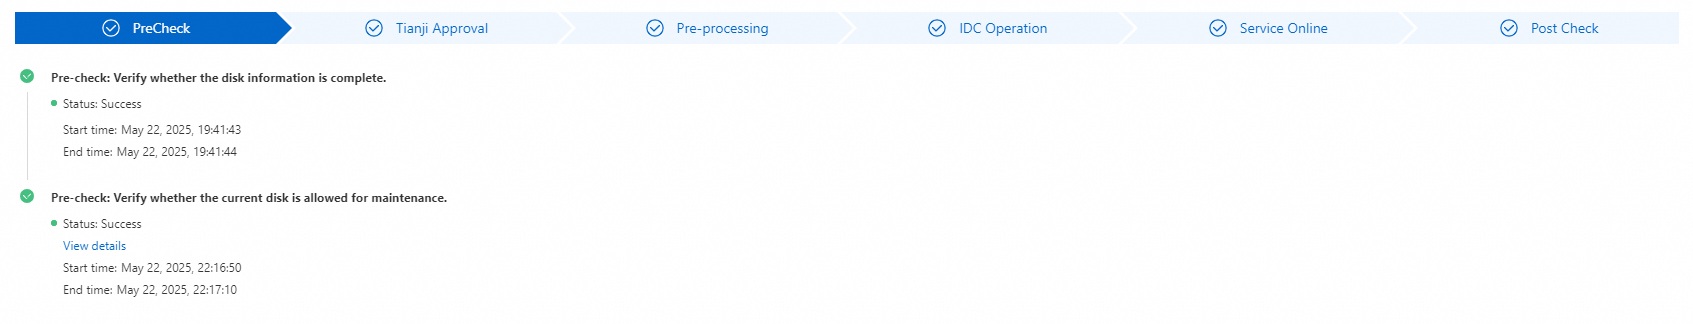 PreCheck
Tianji Approval
Pre-processing
IDC Operation
Service Online
Post Check
Pre-check: Verify whether the disk information is complete.
Status: Success
Start time: May 22, 2025, 19:41:43
End time: May 22, 2025, 19:41:44
Pre-check: Verify whether the current disk is allowed for maintenance.
Status: Success
View details
Start time: May 22, 2025, 22:16:50
End time: May 22, 2025, 22:17:10